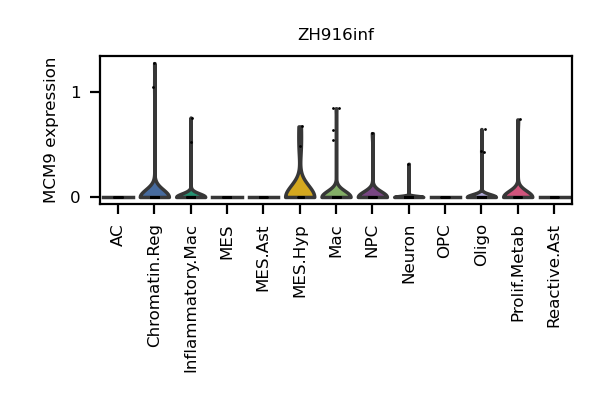 ZH916inf
MCM9 expression
1
0
AC
Chromatin.Reg
Inflammatory.Mac
MES
MES.Ast
MES.Hyp
Mac
NPC
Neuron
OPC
Oligo
Prolif.Metab
Reactive.Ast